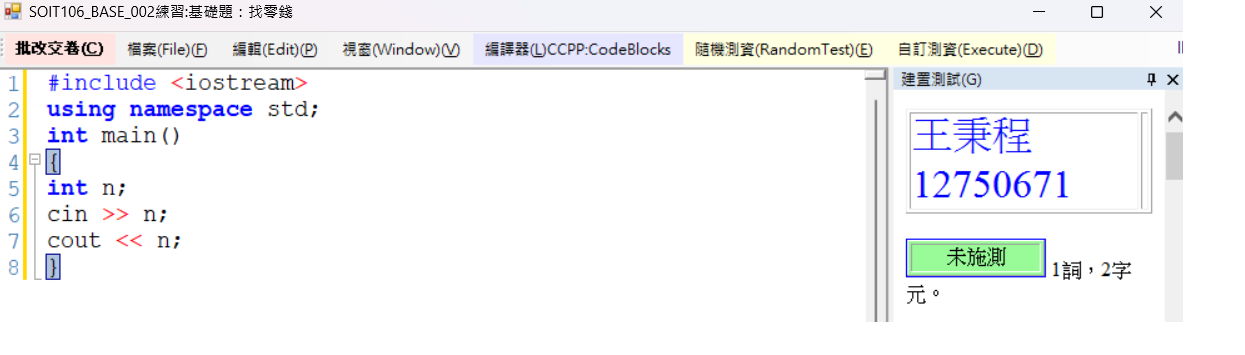 SOIT106_BASE_002練習:基礎題：找零錢
批改交卷(C) 檔案(File)(F) 編輯(Edit)(P) 視窗(Window)(V) 編譯器(L)CCPP:CodeBlocks 隨機測資(RandomTest)(E) 自訂測資(Execute)(D)
建置測試(G)
1 #include <iostream>
2 using namespace std;
3 int main()
4 {
5 int n;
6 cin >> n;
7 cout << n;
8 }
王秉程
12750671
未施測 1詞，2字
元。